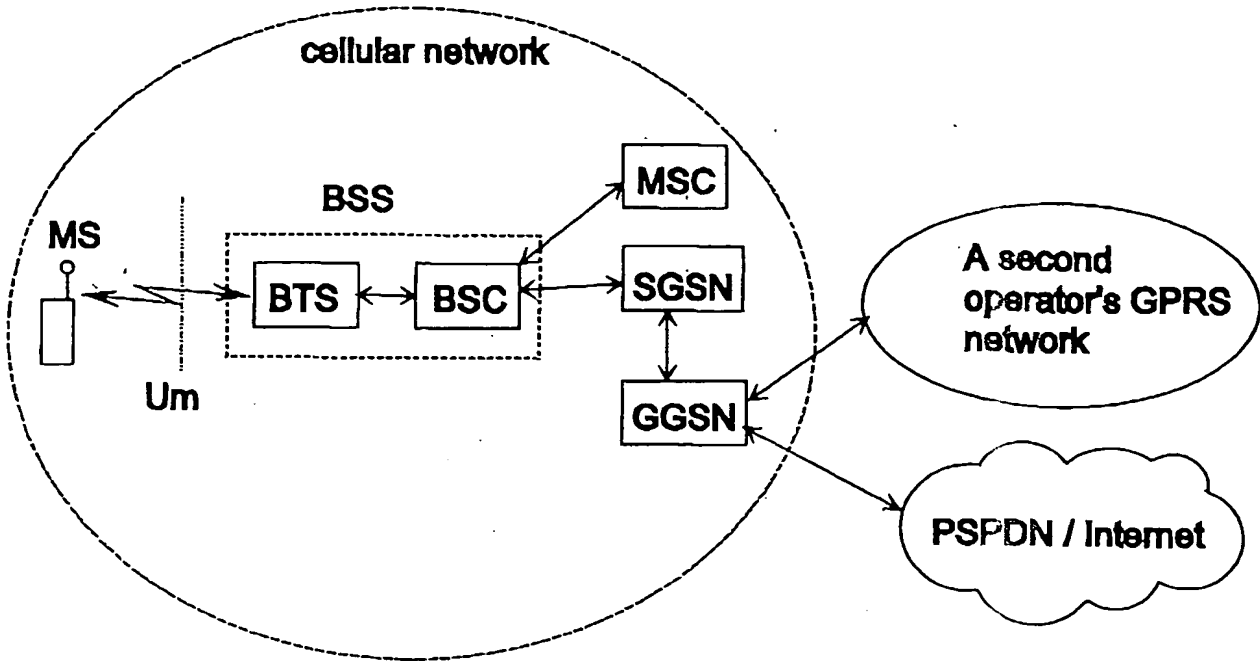 cellular network
MSC
BSS
MS
BTS
BSC
SGSN
A second
operator's GPRS
network
Um
GGSN
PSPDN / Internet